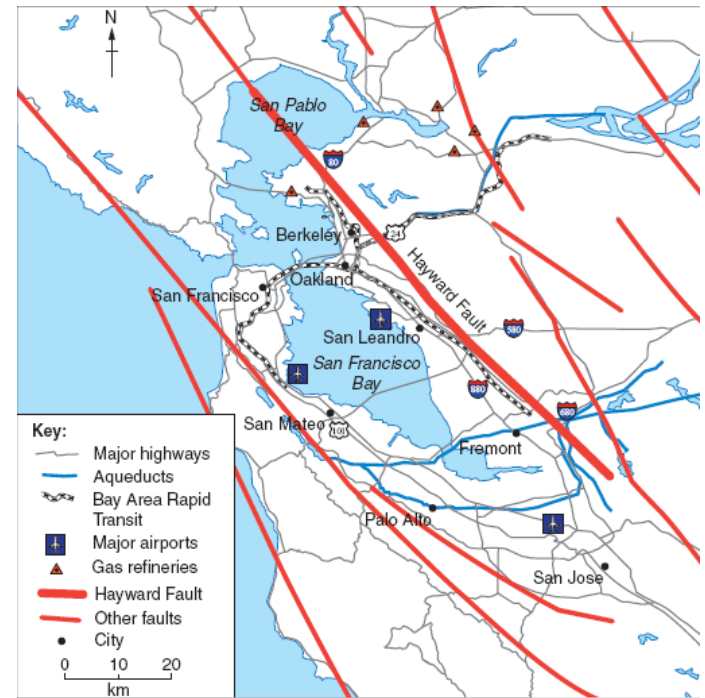 N
San Pablo
Bay
80
Berkeley
24
Oakland
San Francisco
Hayward Fault
San Leandro
580
San Francisco
Bay
880
680
San Mateo
101
Fremont
Palo Alto
San Jose
Key:
Major highways
Aqueducts
Bay Area Rapid
Transit
Major airports
Gas refineries
Hayward Fault
Other faults
City
0 10 20
km